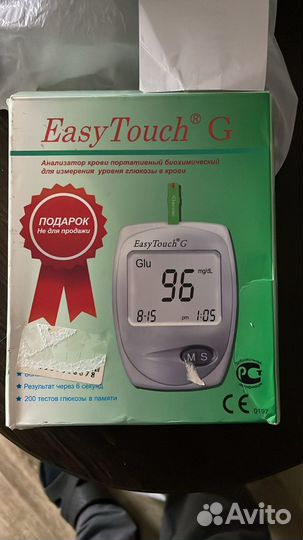 EasyTouch® G
Анализатор крови портативный биохимический
для измерения уровня глюкозы в крови
ПОДАРОК
Не для продажи
Glucose
EasyTouch® G
Glu
96 mg/dL
8-15 pm 1:05
M S
Результат через 6 секунд
200 тестов глюкозы в памяти
CE 0197
Avito